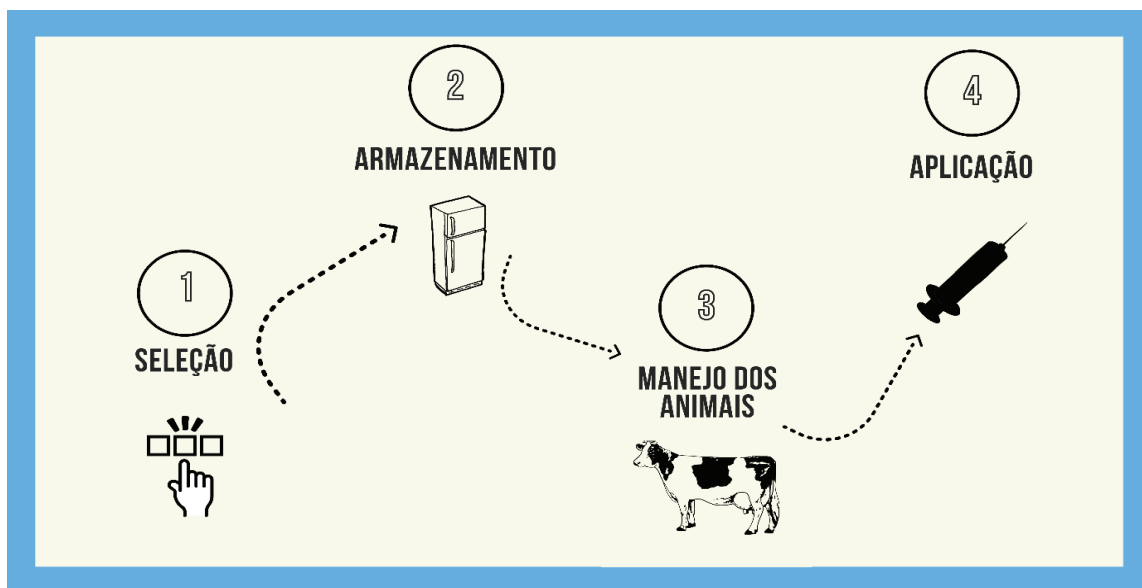 1
SELEÇÃO
2
ARMAZENAMENTO
3
MANEJO DOS
ANIMAIS
4
APLICAÇÃO